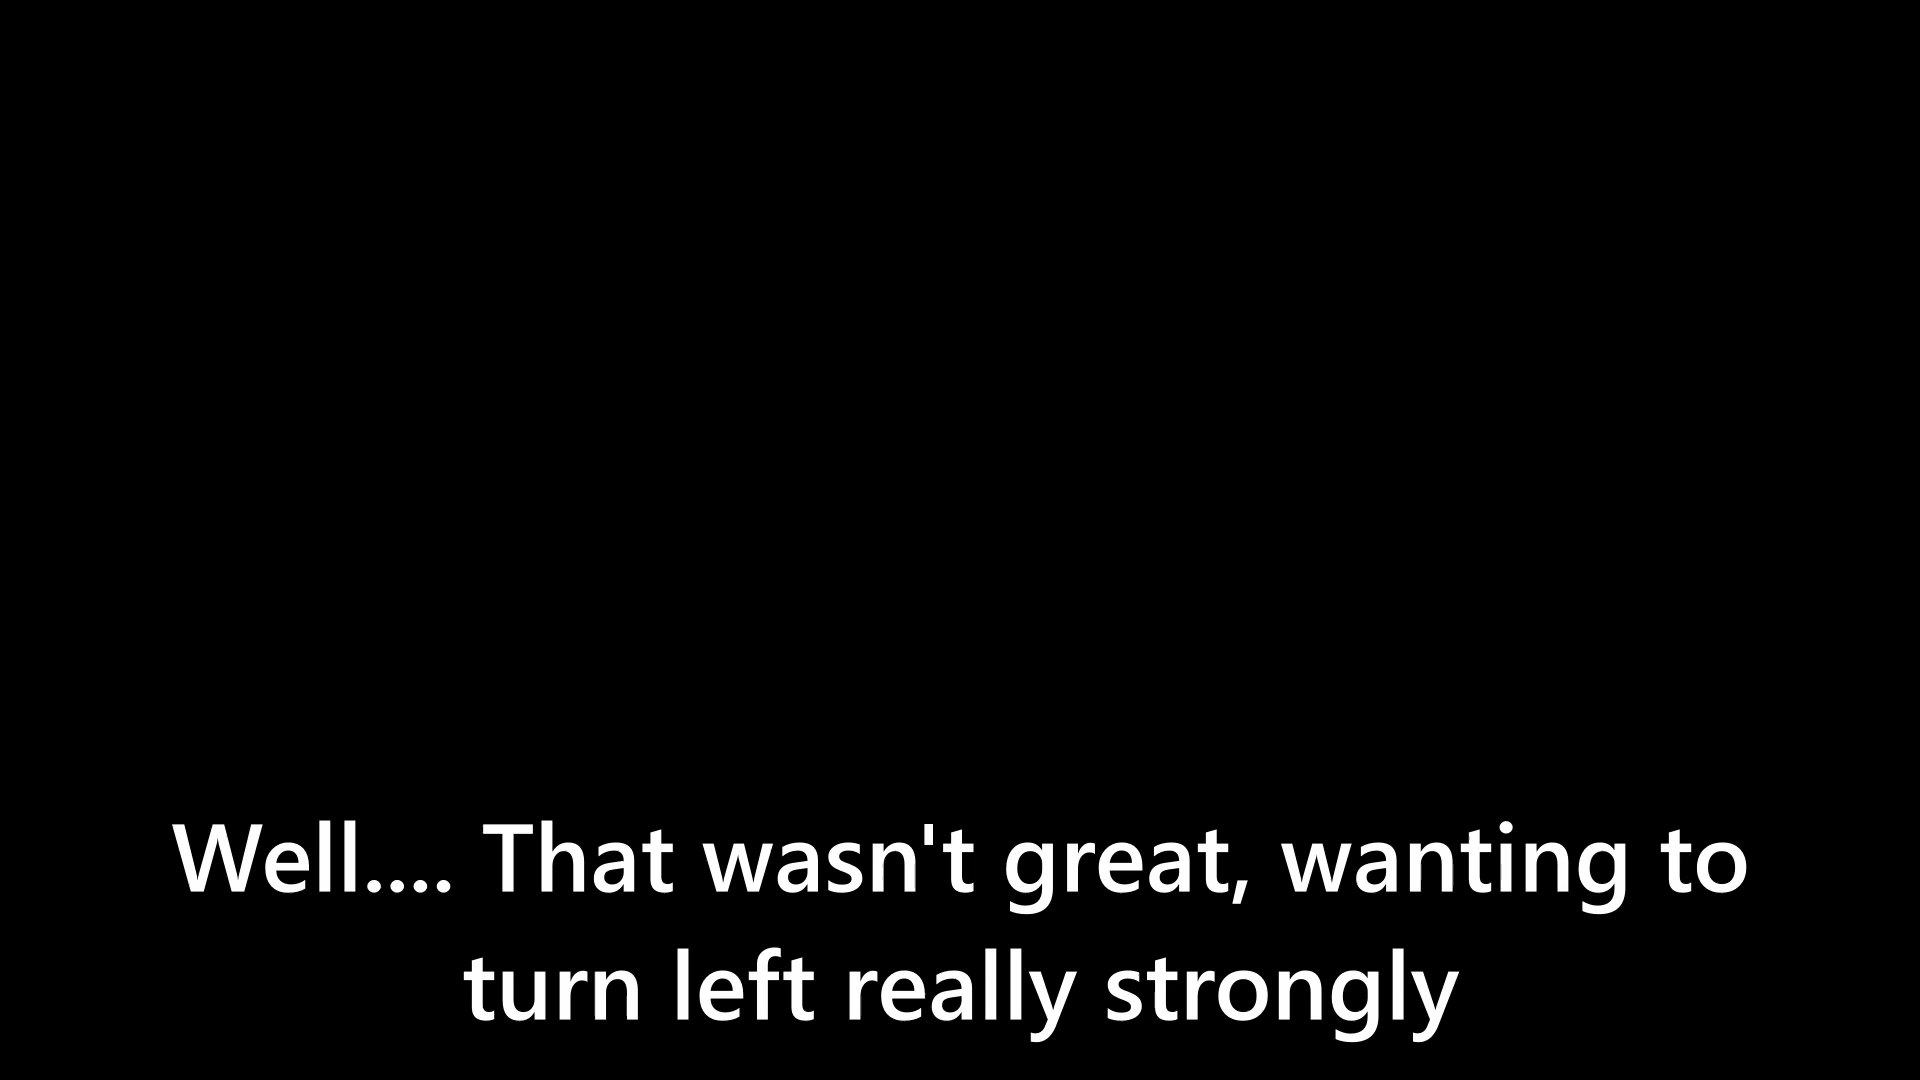 Well.... That wasn't great, wanting to
turn left really strongly